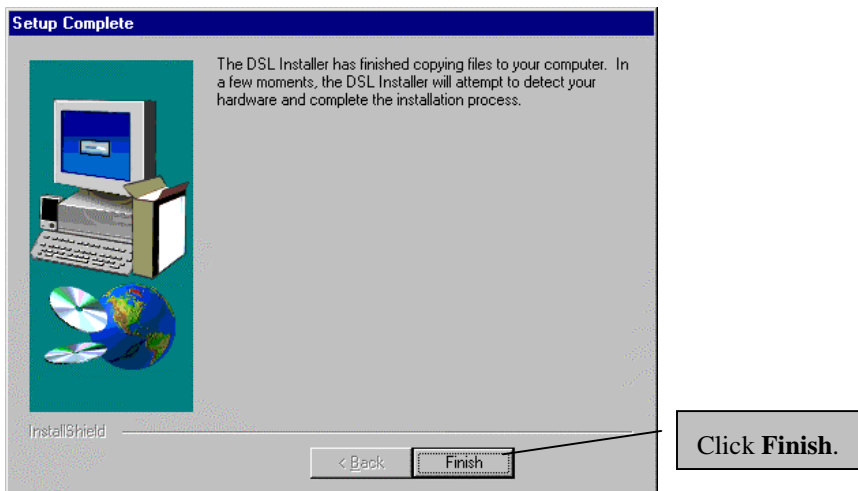 Setup Complete
The DSL Installer has finished copying files to your computer. In
a few moments, the DSL Installer will attempt to detect your
hardware and complete the installation process.
InstallShield
< Back
Finish
Click Finish.